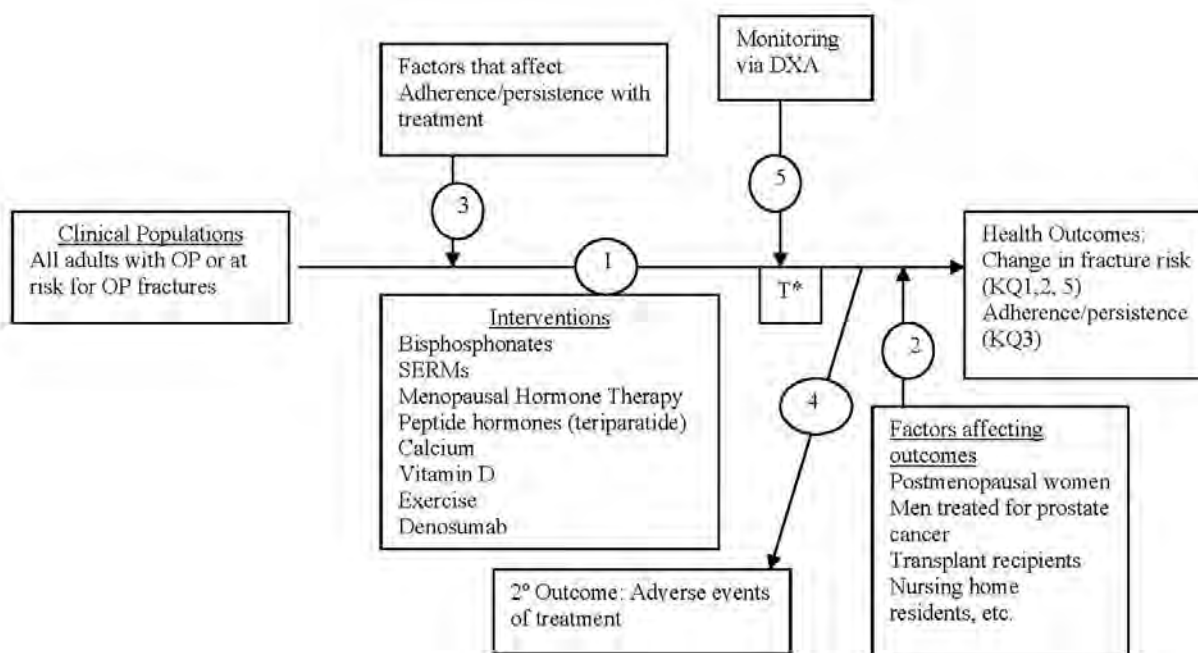 Factors that affect
Adherence/persistence with
treatment
Monitoring
via DXA
3
5
Clinical Populations
All adults with OP or at
risk for OP fractures
1
T*
Health Outcomes:
Change in fracture risk
(KQ1,2, 5)
Adherence/persistence
(KQ3)
Interventions
Bisphosphonates
SERMs
Menopausal Hormone Therapy
Peptide hormones (teriparatide)
Calcium
Vitamin D
Exercise
Denosumab
4
2
Factors affecting
outcomes
Postmenopausal women
Men treated for prostate
cancer
Transplant recipients
Nursing home
residents, etc.
2º Outcome: Adverse events
of treatment